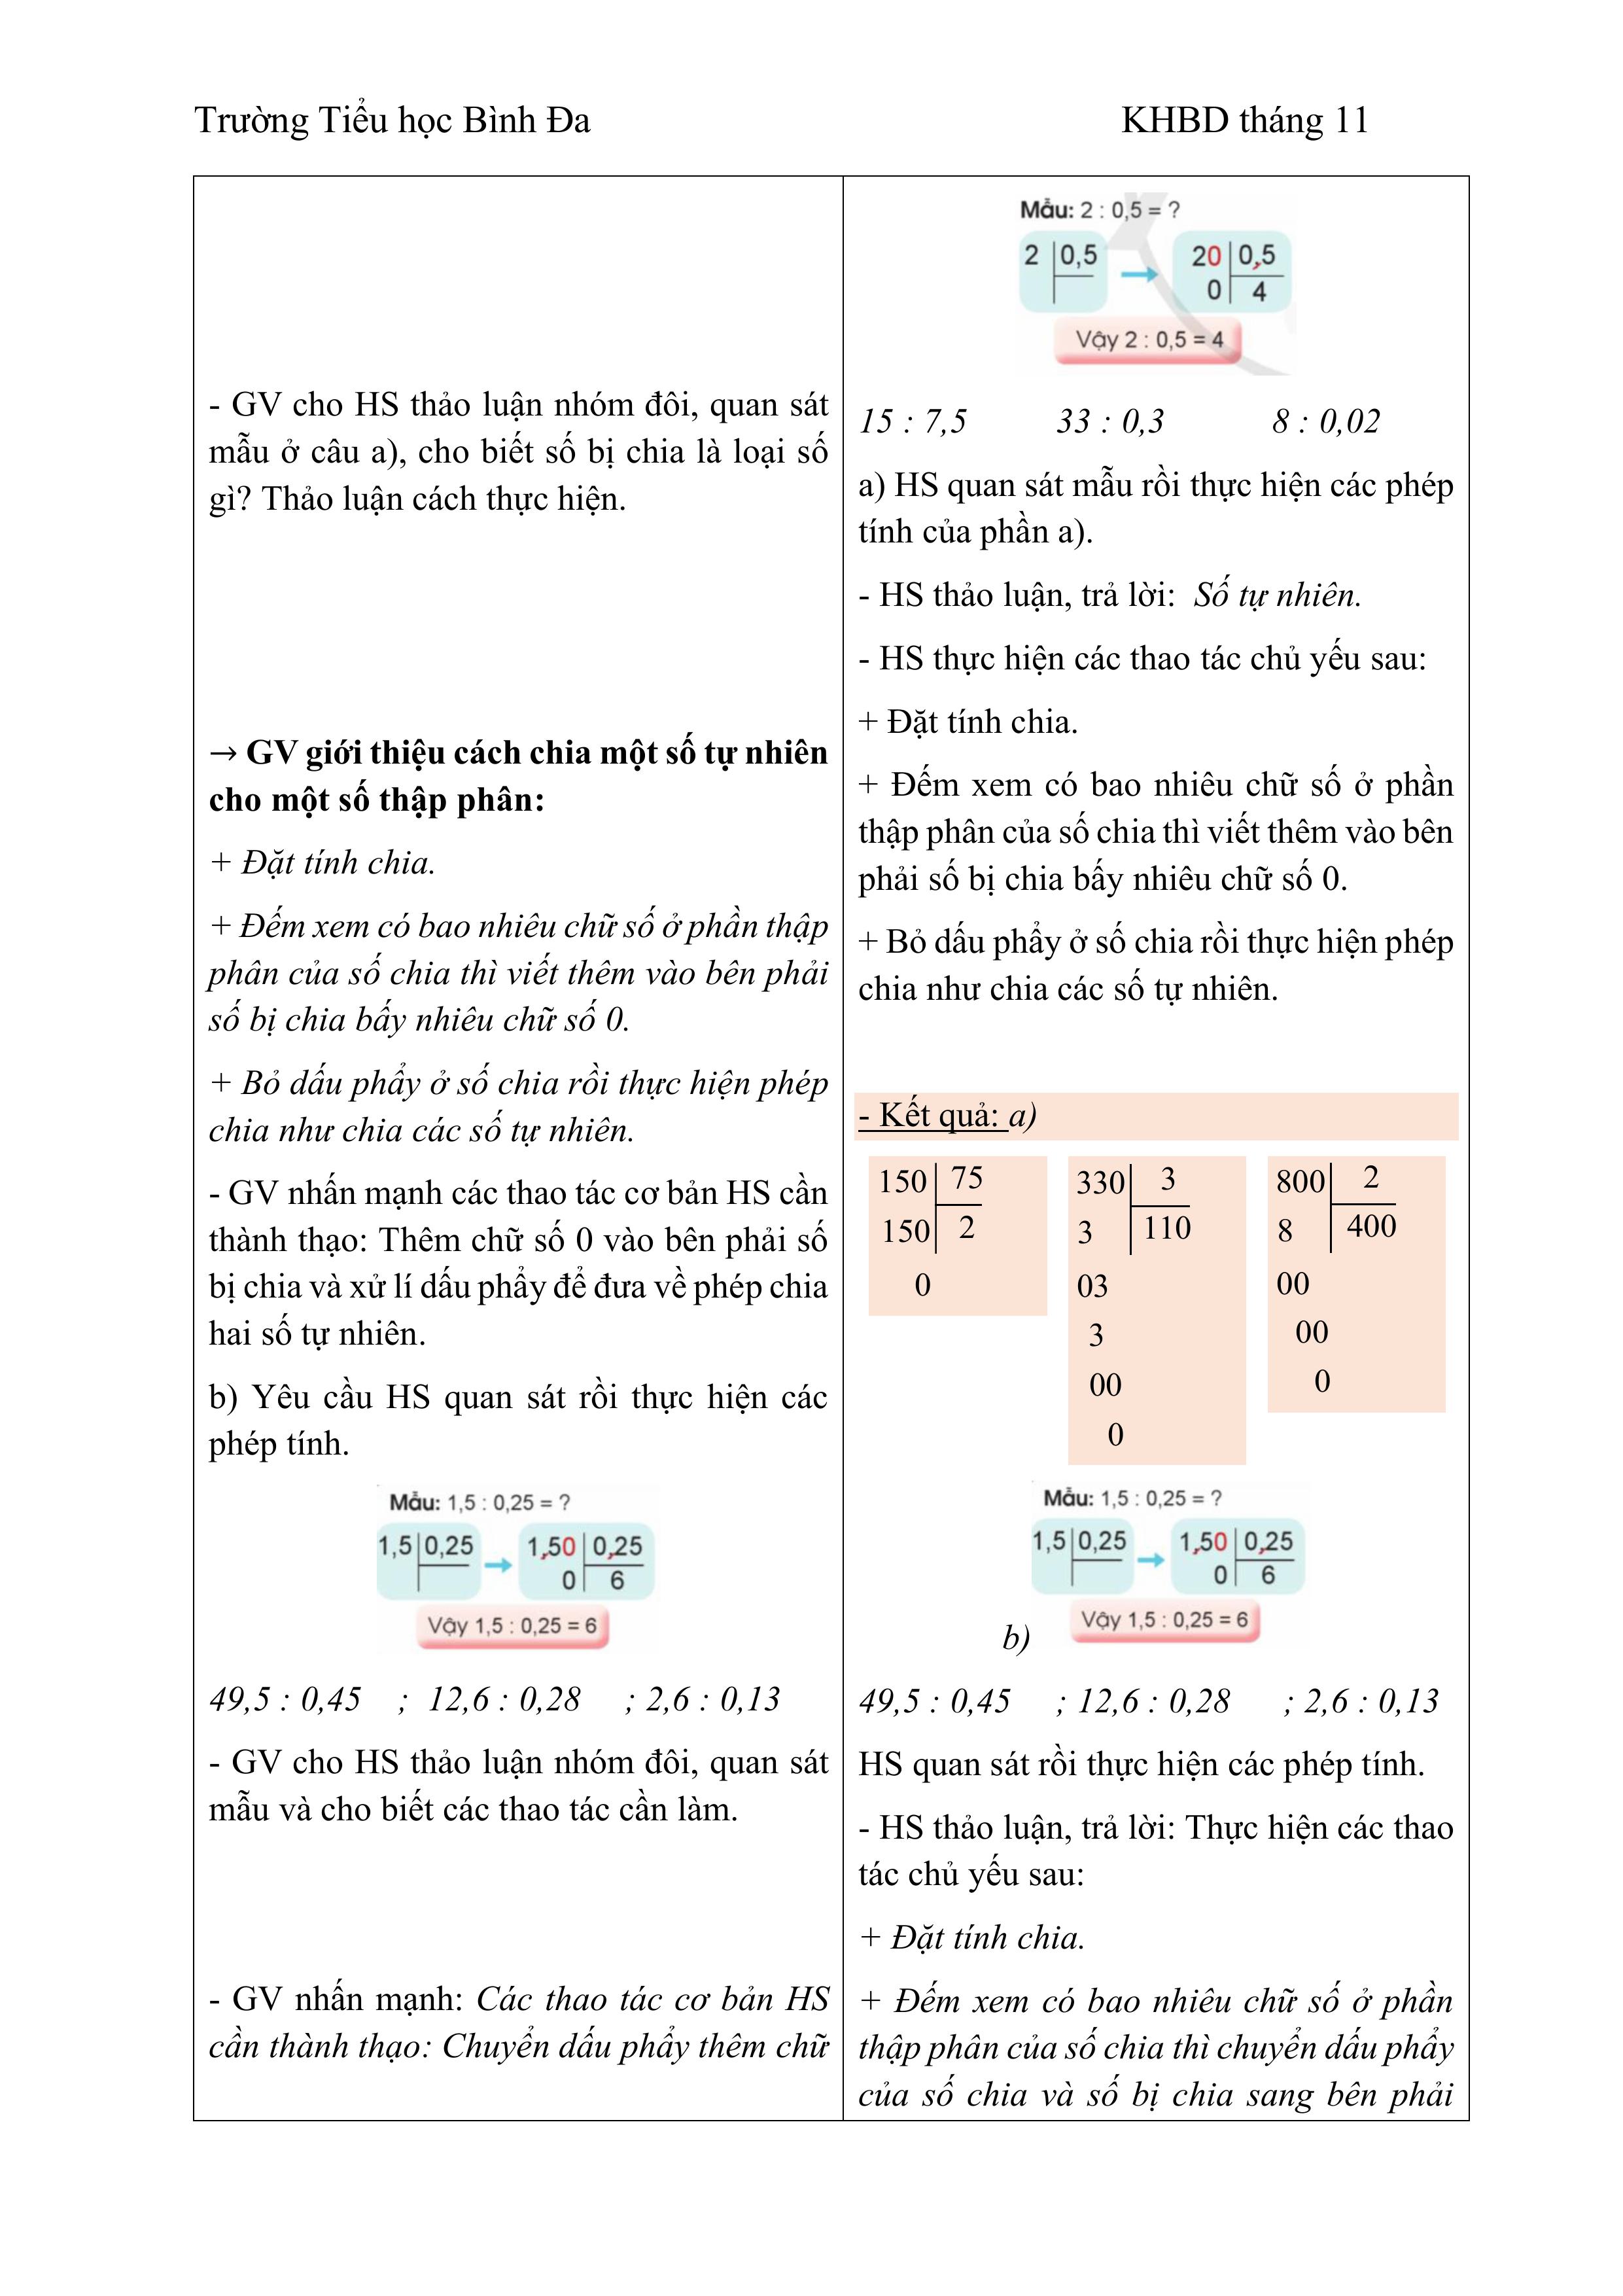 Trường Tiểu học Bình Đa
KHBD tháng 11
- GV cho HS thảo luận nhóm đôi, quan sát
mẫu ở câu a), cho biết số bị chia là loại số
gì? Thảo luận cách thực hiện.
→ GV giới thiệu cách chia một số tự nhiên
cho một số thập phân:
+ Đặt tính chia.
+ Đếm xem có bao nhiêu chữ số ở phần thập
phân của số chia thì viết thêm vào bên phải
số bị chia bấy nhiêu chữ số 0.
+ Bỏ dấu phẩy ở số chia rồi thực hiện phép
chia như chia các số tự nhiên.
- GV nhấn mạnh các thao tác cơ bản HS cần
thành thạo: Thêm chữ số 0 vào bên phải số
bị chia và xử lí dấu phẩy để đưa về phép chia
hai số tự nhiên.
b) Yêu cầu HS quan sát rồi thực hiện các
phép tính.
Mẫu: 1,5 : 0,25 = ?
1,5 0,25 1,50 0,25
0 6
Vậy 1,5 : 0,25 = 6
49,5 : 0,45 ; 12,6 : 0,28 ; 2,6 : 0,13
- GV cho HS thảo luận nhóm đôi, quan sát
mẫu và cho biết các thao tác cần làm.
- GV nhấn mạnh: Các thao tác cơ bản HS
cần thành thạo: Chuyển dấu phẩy thêm chữ
Mẫu: 2 : 0,5 = ?
2 0,5 20 0,5
0 4
Vậy 2 : 0,5 = 4
15 : 7,5 33 : 0,3 8 : 0,02
a) HS quan sát mẫu rồi thực hiện các phép
tính của phần a).
- HS thảo luận, trả lời: Số tự nhiên.
- HS thực hiện các thao tác chủ yếu sau:
+ Đặt tính chia.
+ Đếm xem có bao nhiêu chữ số ở phần
thập phân của số chia thì viết thêm vào bên
phải số bị chia bấy nhiêu chữ số 0.
+ Bỏ dấu phẩy ở số chia rồi thực hiện phép
chia như chia các số tự nhiên.
- Kết quả: a)
150 75 330 3 800 2
150 2 3 110 8 400
0 03 00
3 00
00 0
0
Mẫu: 1,5 : 0,25 = ?
1,5 0,25 1,50 0,25
0 6
b) Vậy 1,5 : 0,25 = 6
49,5 : 0,45 ; 12,6 : 0,28 ; 2,6 : 0,13
HS quan sát rồi thực hiện các phép tính.
- HS thảo luận, trả lời: Thực hiện các thao
tác chủ yếu sau:
+ Đặt tính chia.
+ Đếm xem có bao nhiêu chữ số ở phần
thập phân của số chia thì chuyển dấu phẩy
của số chia và số bị chia sang bên phải